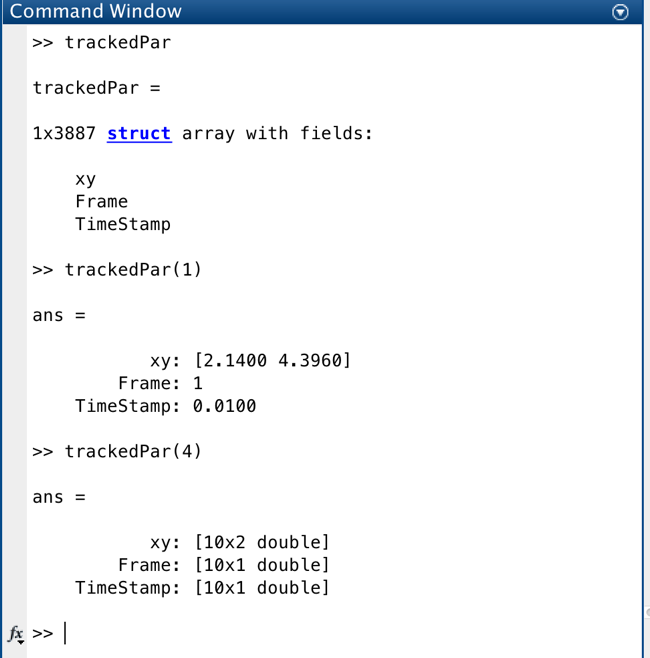 Command Window
>> trackedPar
trackedPar =
1x3887 struct array with fields:
xy
Frame
TimeStamp
>> trackedPar(1)
ans =
xy: [2.1400 4.3960]
Frame: 1
TimeStamp: 0.0100
>> trackedPar(4)
ans =
xy: [10x2 double]
Frame: [10x1 double]
TimeStamp: [10x1 double]
fx >>